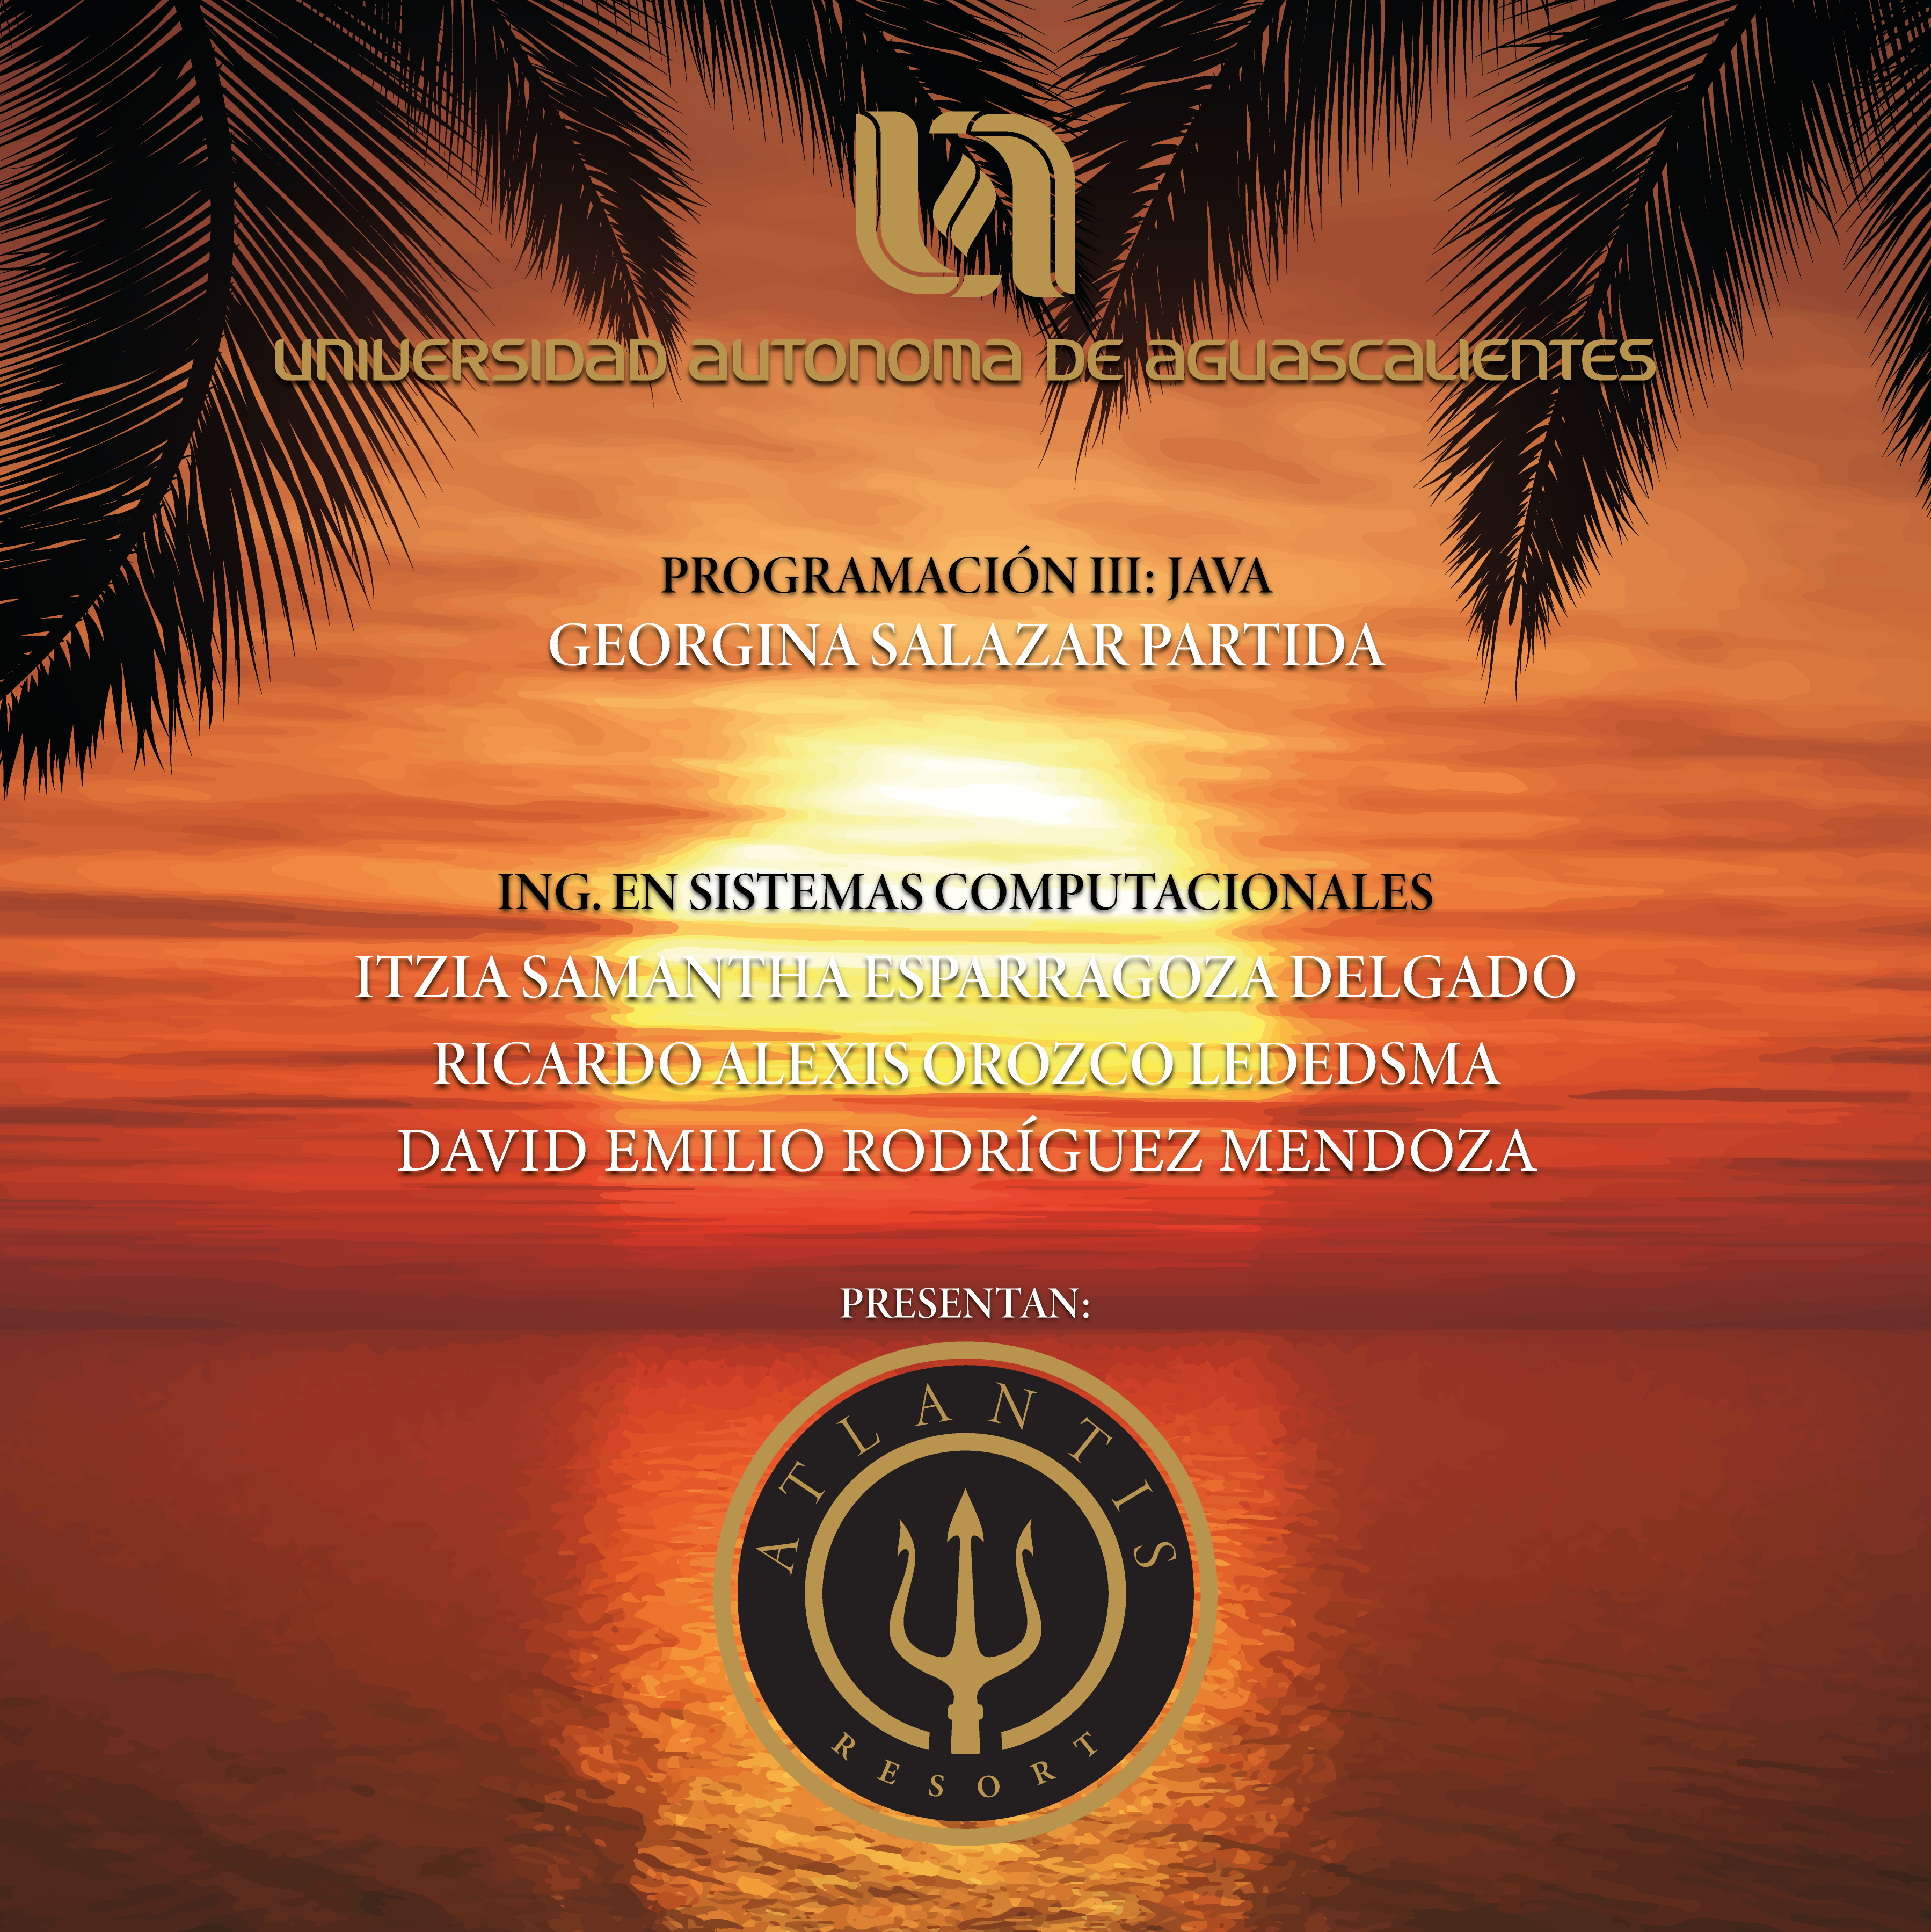 UNIVERSIDAD AUTONOMA DE AGUASCALIENTES
PROGRAMACIÓN III: JAVA
GEORGINA SALAZAR PARTIDA
ING. EN SISTEMAS COMPUTACIONALES
ITZIA SAMANTHA ESPARRAGOZA DELGADO
RICARDO ALEXIS OROZCO LEDEDSMA
DAVID EMILIO RODRÍGUEZ MENDOZA
PRESENTAN:
ATLANTIS
RESORT